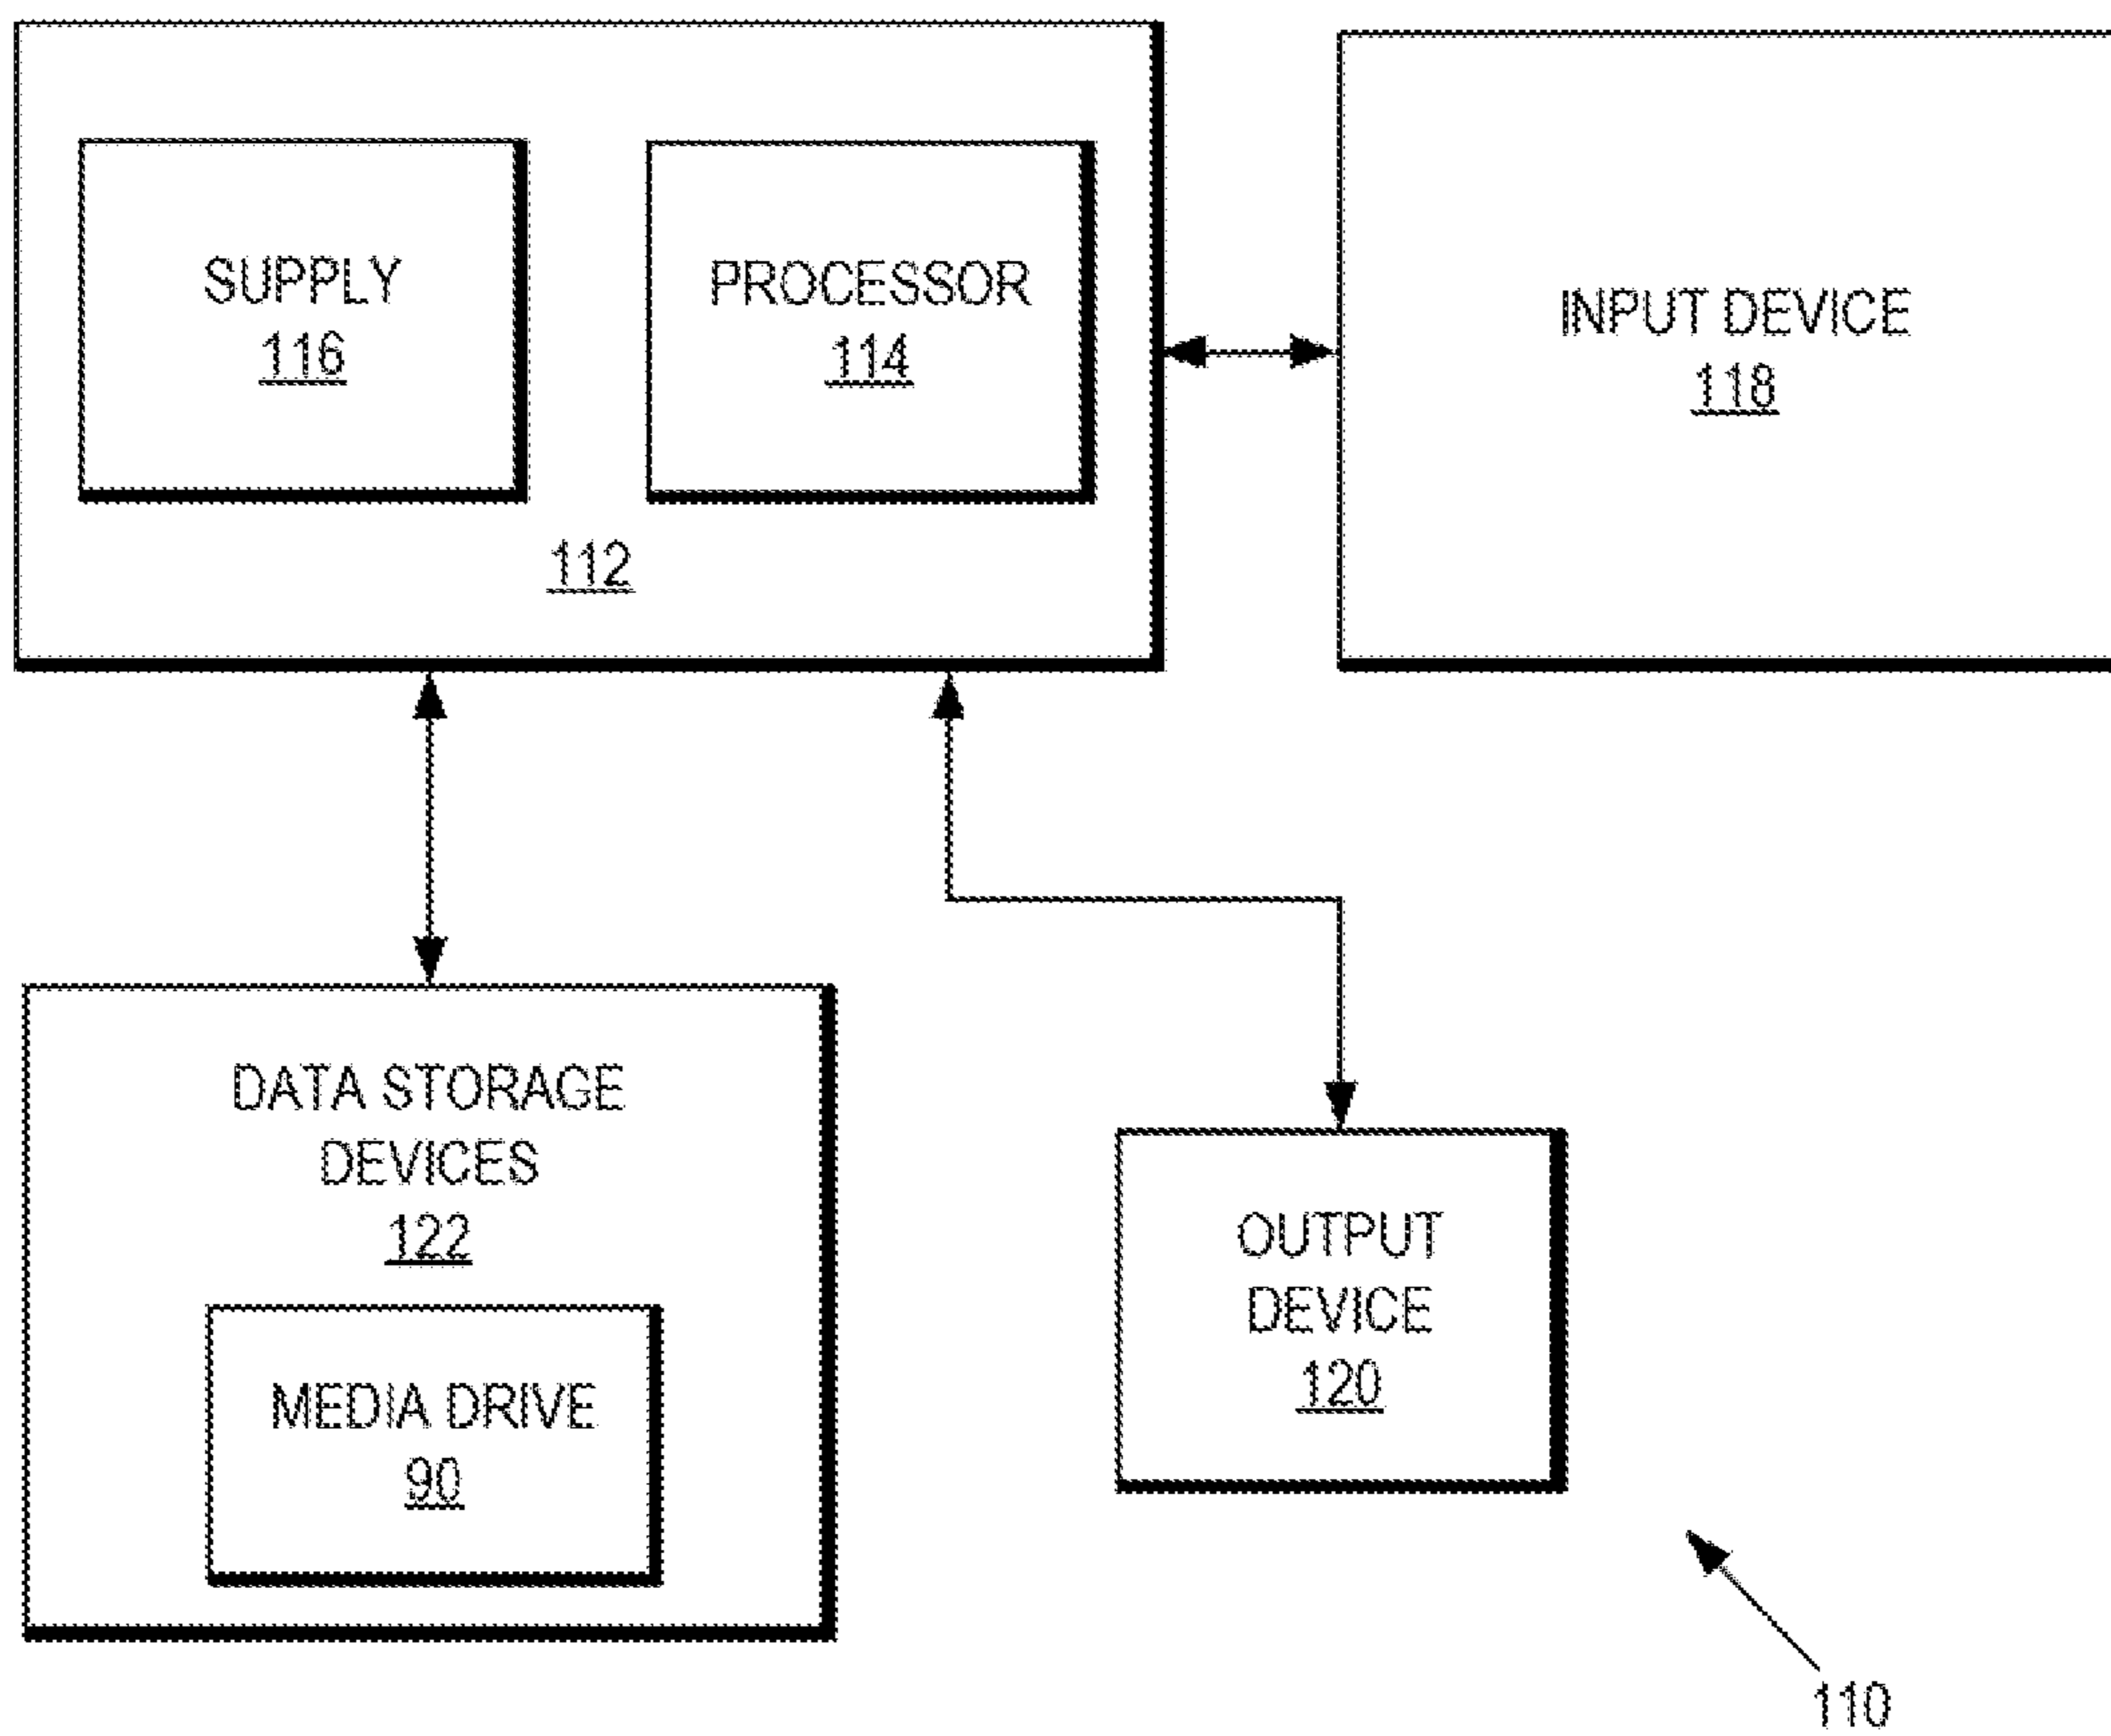 SUPPLY
116
PROCESSOR
114
112
INPUT DEVICE
118
DATA STORAGE
DEVICES
122
MEDIA DRIVE
90
OUTPUT
DEVICE
120
110